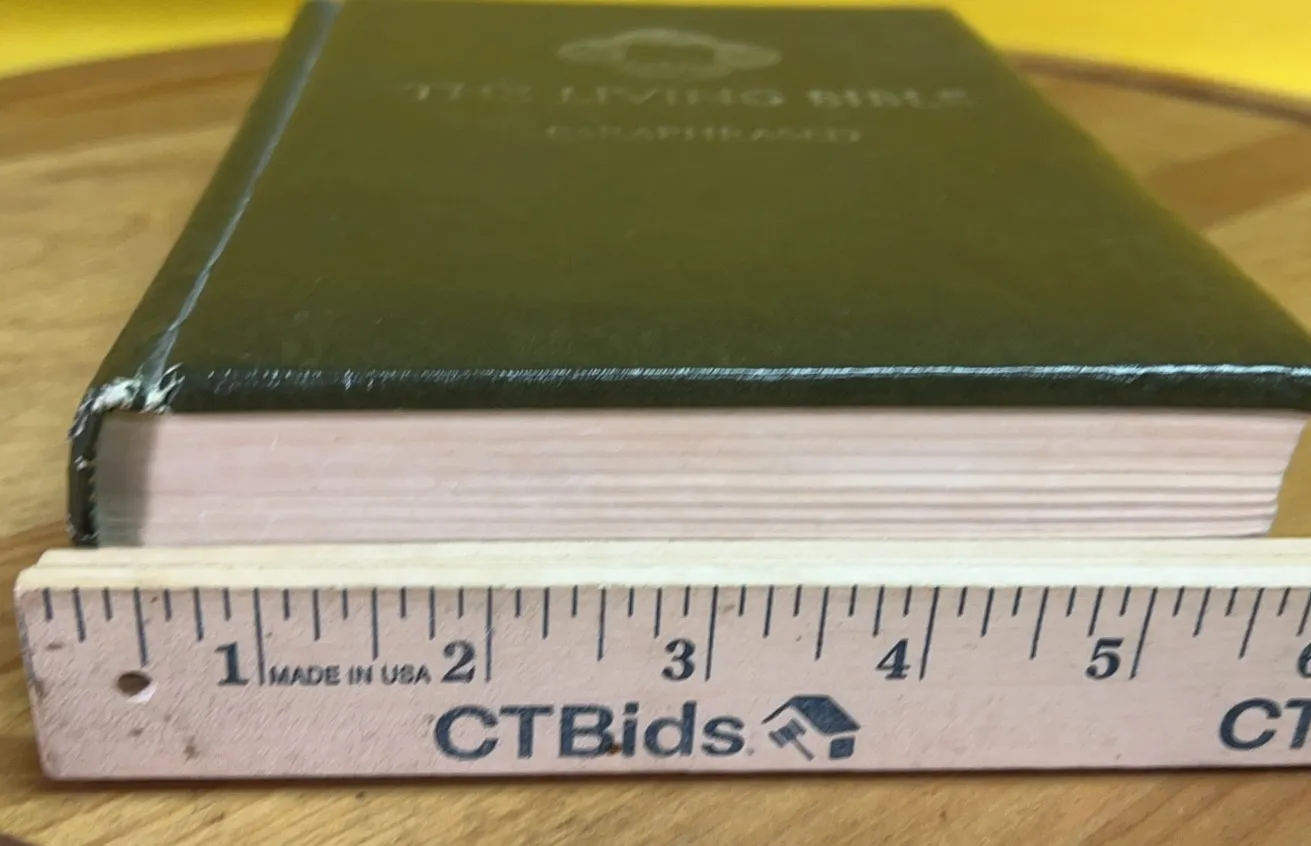 THE LIVING BIBLE
PARAPHRASED
1 MADE IN USA 2 3 4 5 6
CTBids. CT